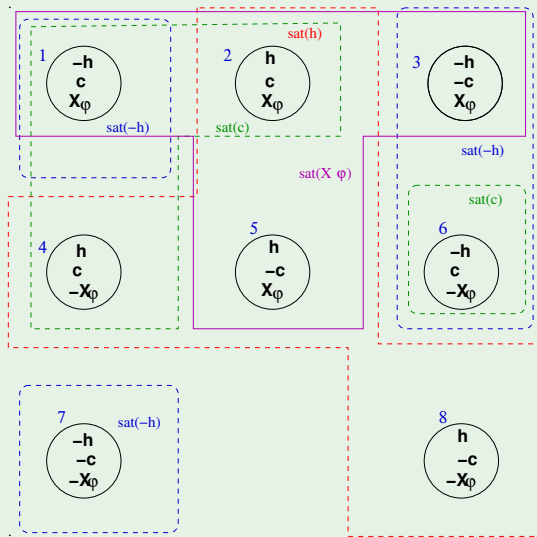 sat(h)
1
−h
c
Xφ
2
h
c
Xφ
3
−h
−c
Xφ
sat(−h)
sat(c)
sat(−h)
sat(X φ)
sat(c)
4
h
c
−Xφ
5
h
−c
Xφ
6
−h
c
−Xφ
7
−h
−c
−Xφ
sat(−h)
8
h
−c
−Xφ